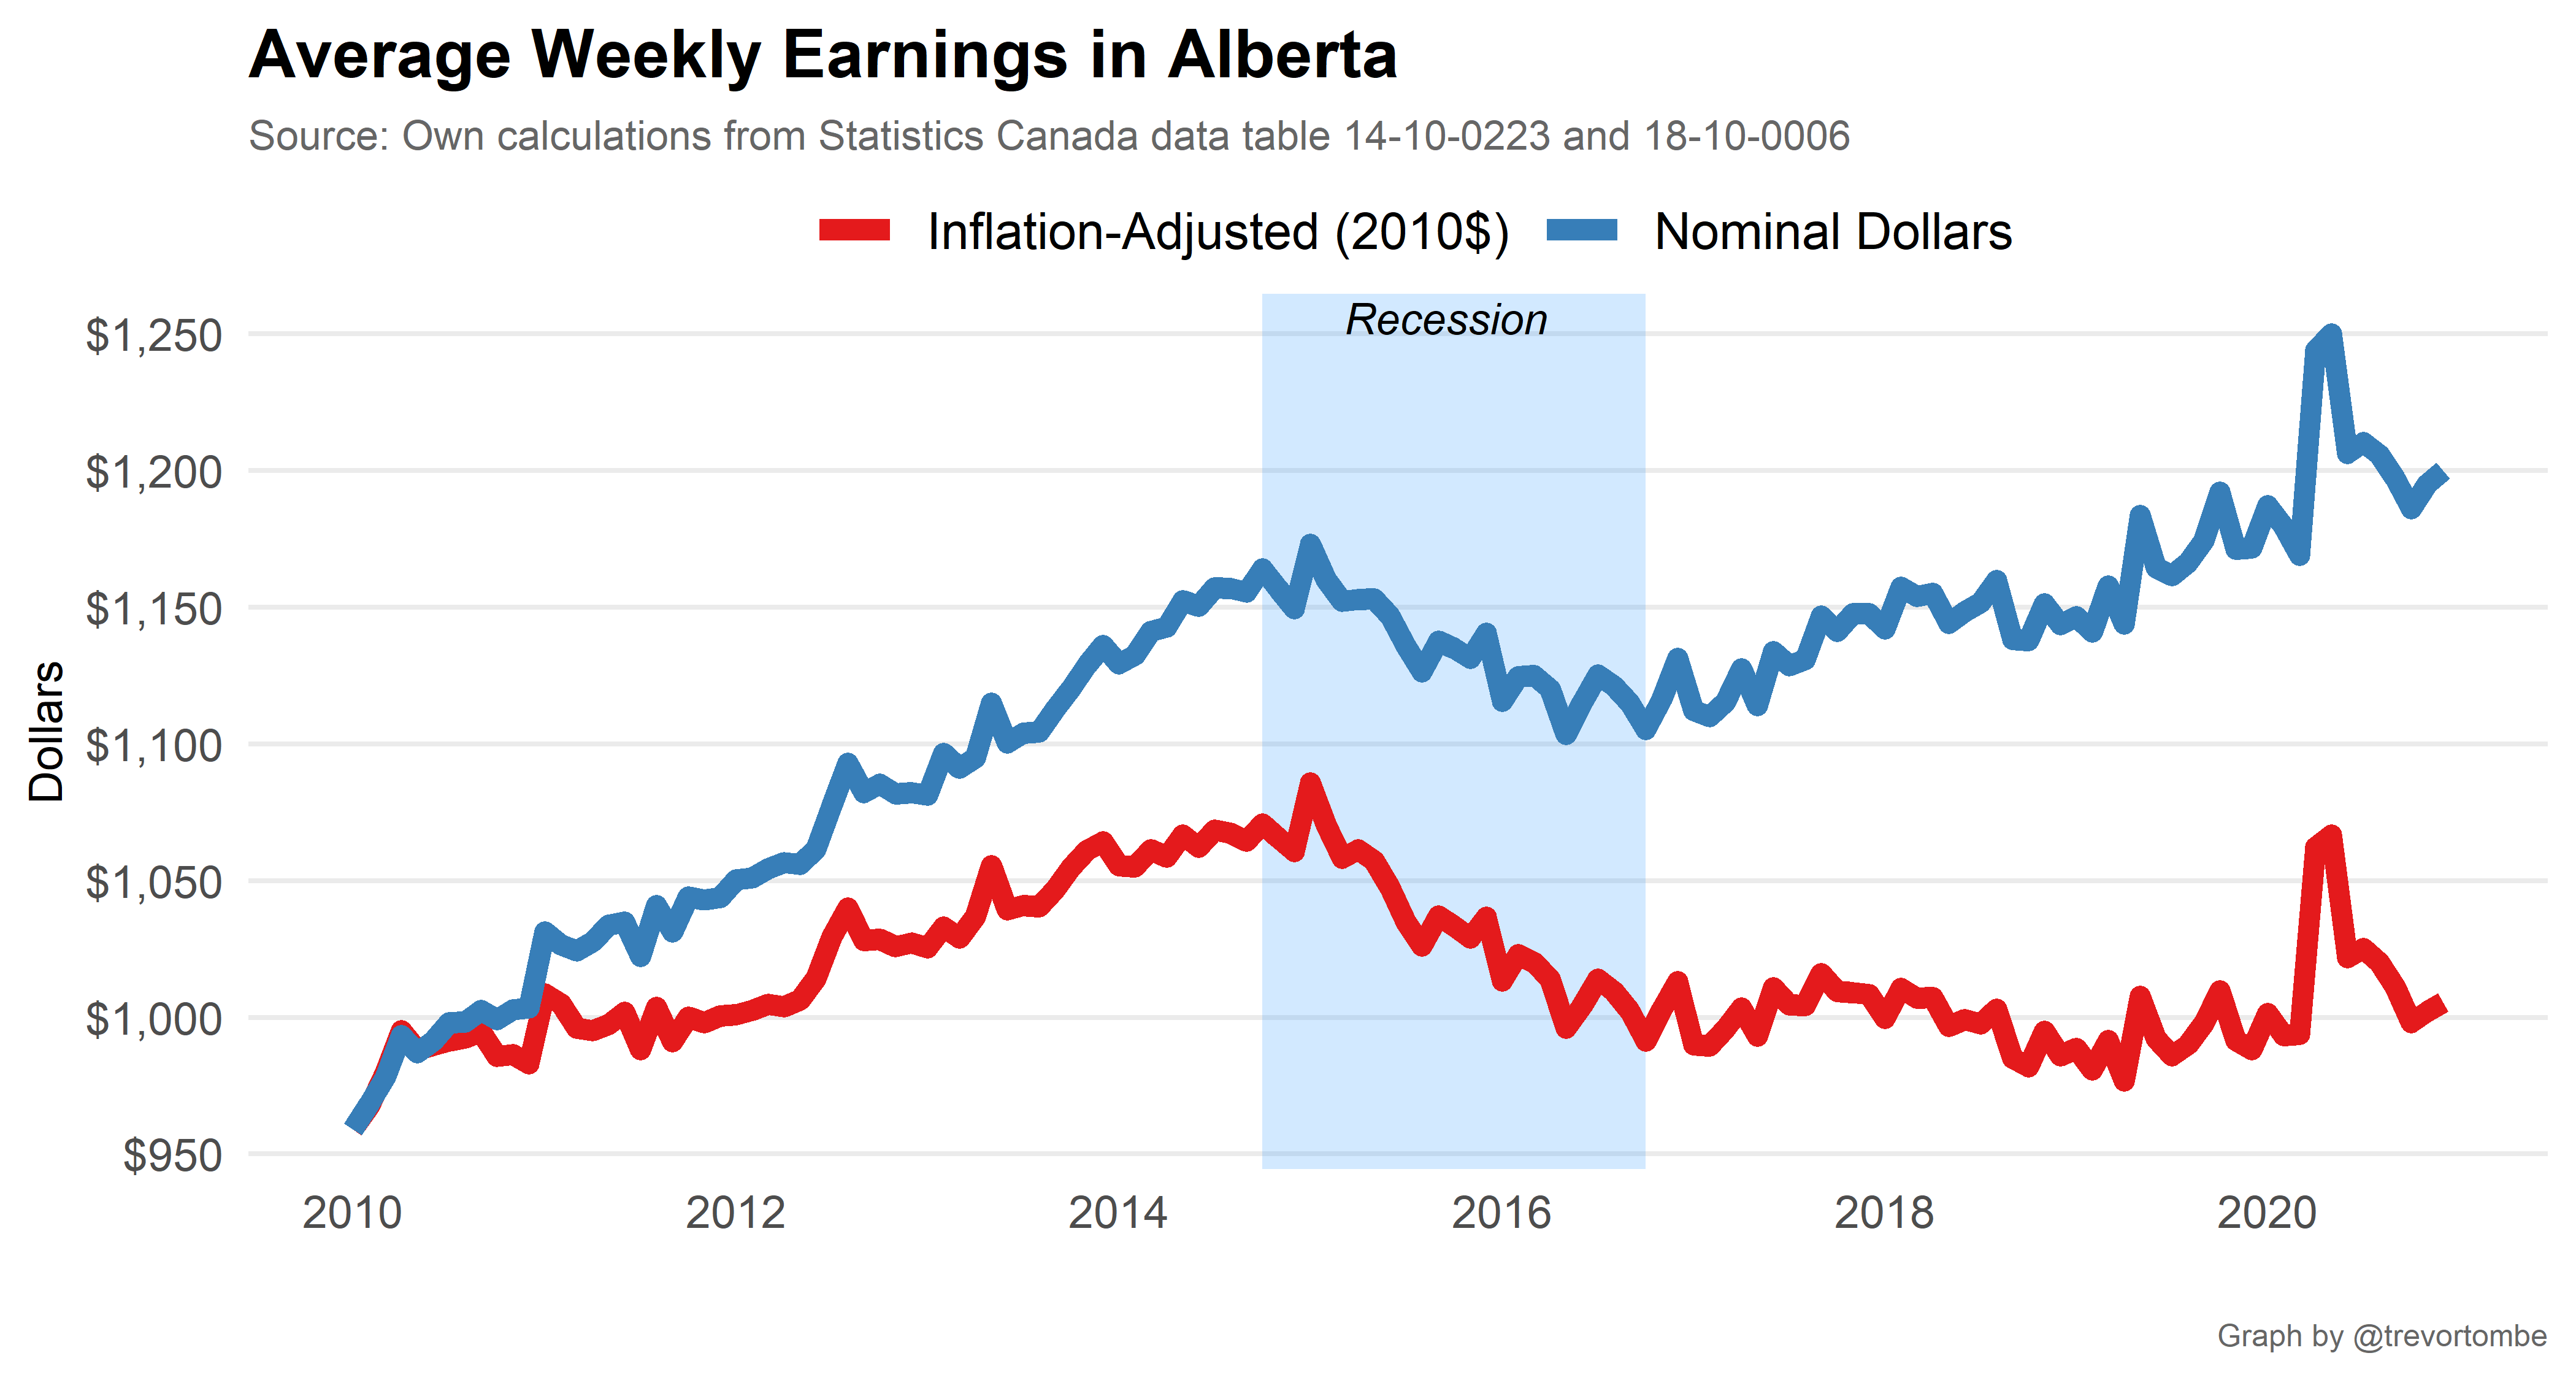 Average Weekly Earnings in Alberta
Source: Own calculations from Statistics Canada data table 14-10-0223 and 18-10-0006
Inflation-Adjusted (2010$) Nominal Dollars
Recession
$1,250
$1,200
$1,150
$1,100
$1,050
$1,000
$950
Dollars
2010 2012 2014 2016 2018 2020
Graph by @trevortombe